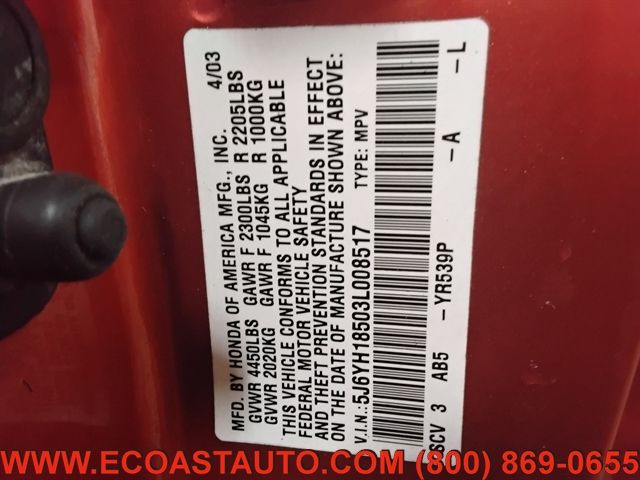 MFD. BY HONDA OF AMERICA MFG., INC. 4/03
GVWR 4450LBS GAWR F 2300LBS R 2205LBS
GVWR 2020KG GAWR F 1045KG R 1000KG
THIS VEHICLE CONFORMS TO ALL APPLICABLE
FEDERAL MOTOR VEHICLE SAFETY
AND THEFT PREVENTION STANDARDS IN EFFECT
ON THE DATE OF MANUFACTURE SHOWN ABOVE:
V.I.N.:5J6YH18503L008517 TYPE: MPV
SCV 3 AB5 -YR539P -A -L
WWW.ECOASTAUTO.COM (800) 869-0655